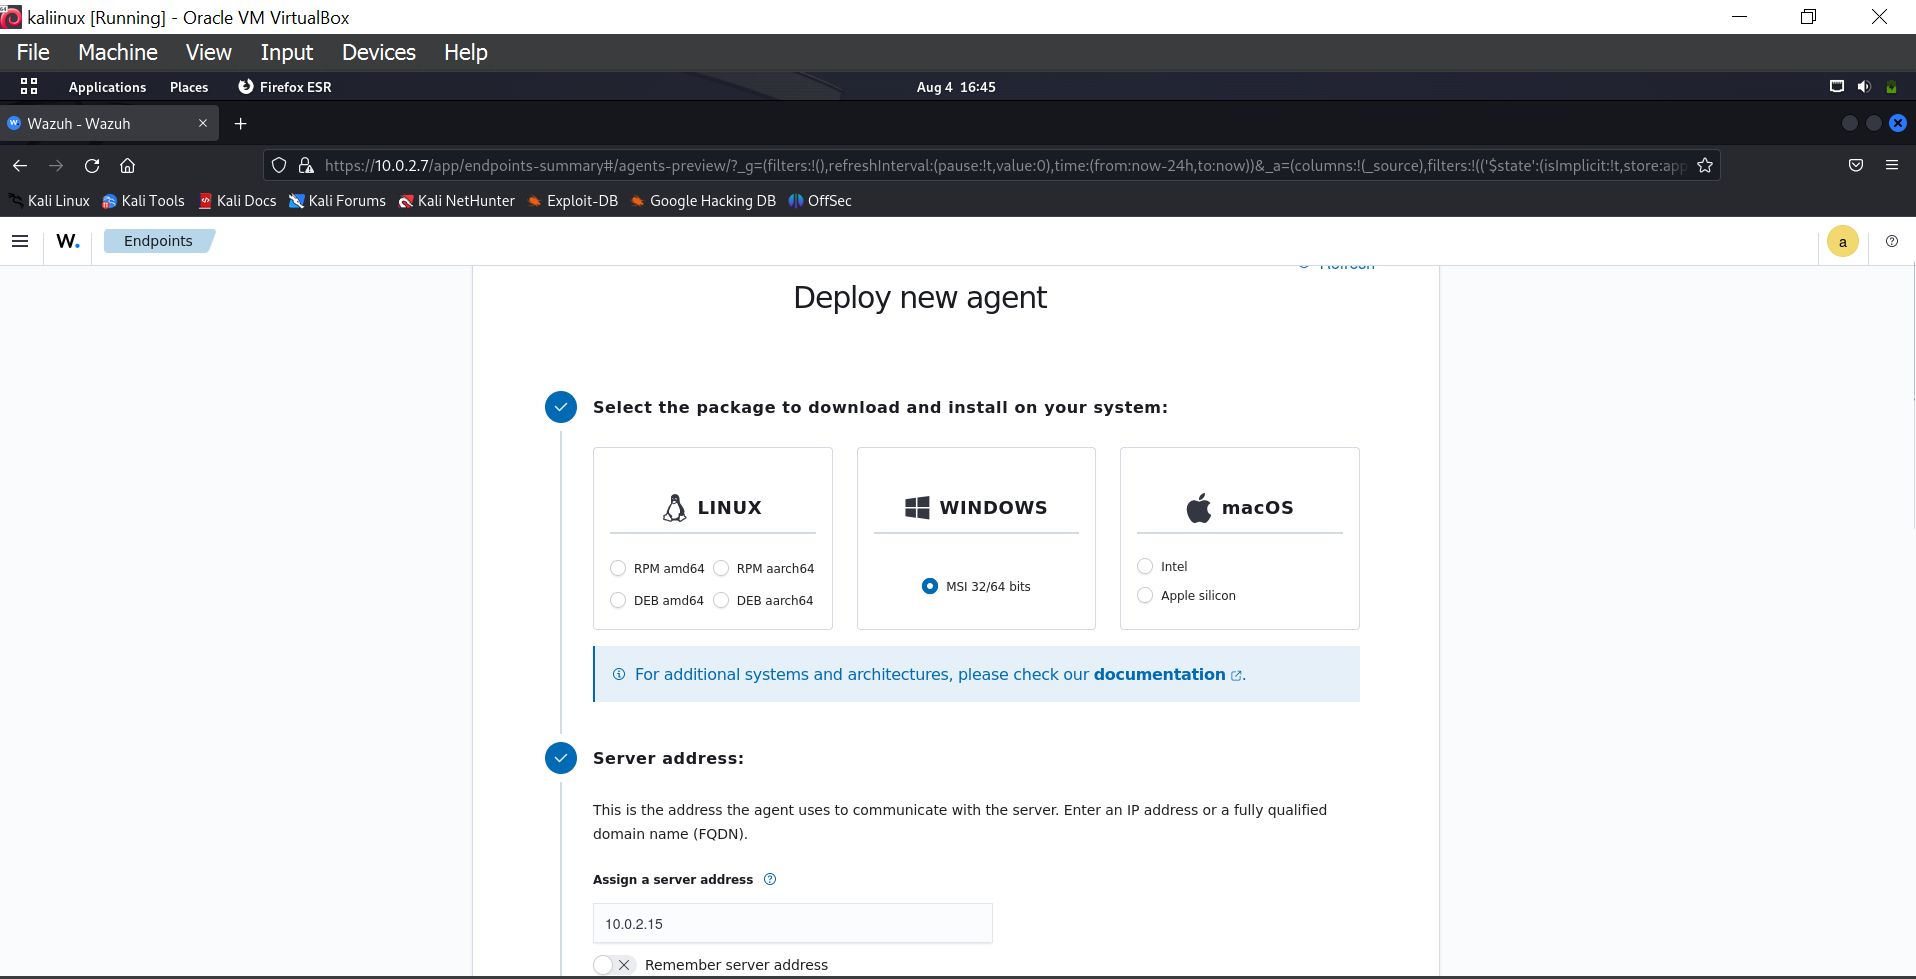 kaliinux [Running] - Oracle VM VirtualBox
File Machine View Input Devices Help
Applications Places Firefox ESR Aug 4 16:45
Wazuh - Wazuh
https://10.0.2.7/app/endpoints-summary#/agents-preview/?_g=(filters:!(),refreshInterval:(pause:!t,value:0),time:(from:now-24h,to:now))&_a=(columns:!(_source),filters:!(('$state':(isImplicit:!t,store:app
Kali Linux Kali Tools Kali Docs Kali Forums Kali NetHunter Exploit-DB Google Hacking DB OffSec
W. Endpoints a
Refresh
Deploy new agent
Select the package to download and install on your system:
LINUX WINDOWS macOS
RPM amd64 RPM aarch64 Intel
MSI 32/64 bits
DEB amd64 DEB aarch64 Apple silicon
For additional systems and architectures, please check our documentation.
Server address:
This is the address the agent uses to communicate with the server. Enter an IP address or a fully qualified
domain name (FQDN).
Assign a server address
10.0.2.15
Remember server address